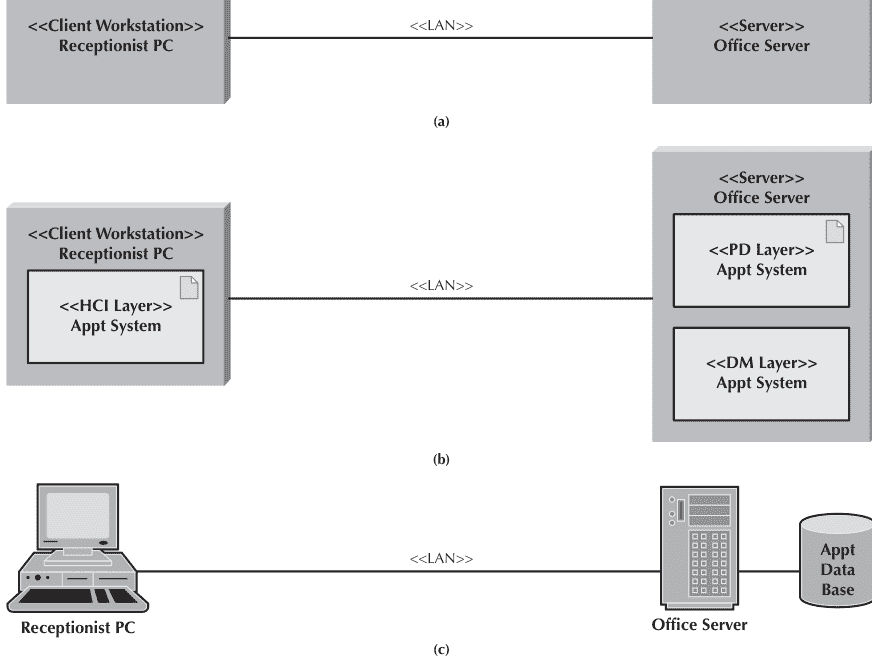 <<Client Workstation>>
Receptionist PC
<<LAN>>
<<Server>>
Office Server
(a)
<<Client Workstation>>
Receptionist PC
<<HCI Layer>>
Appt System
<<LAN>>
<<Server>>
Office Server
<<PD Layer>>
Appt System
<<DM Layer>>
Appt System
(b)
Receptionist PC
<<LAN>>
Office Server
Appt
Data
Base
(c)